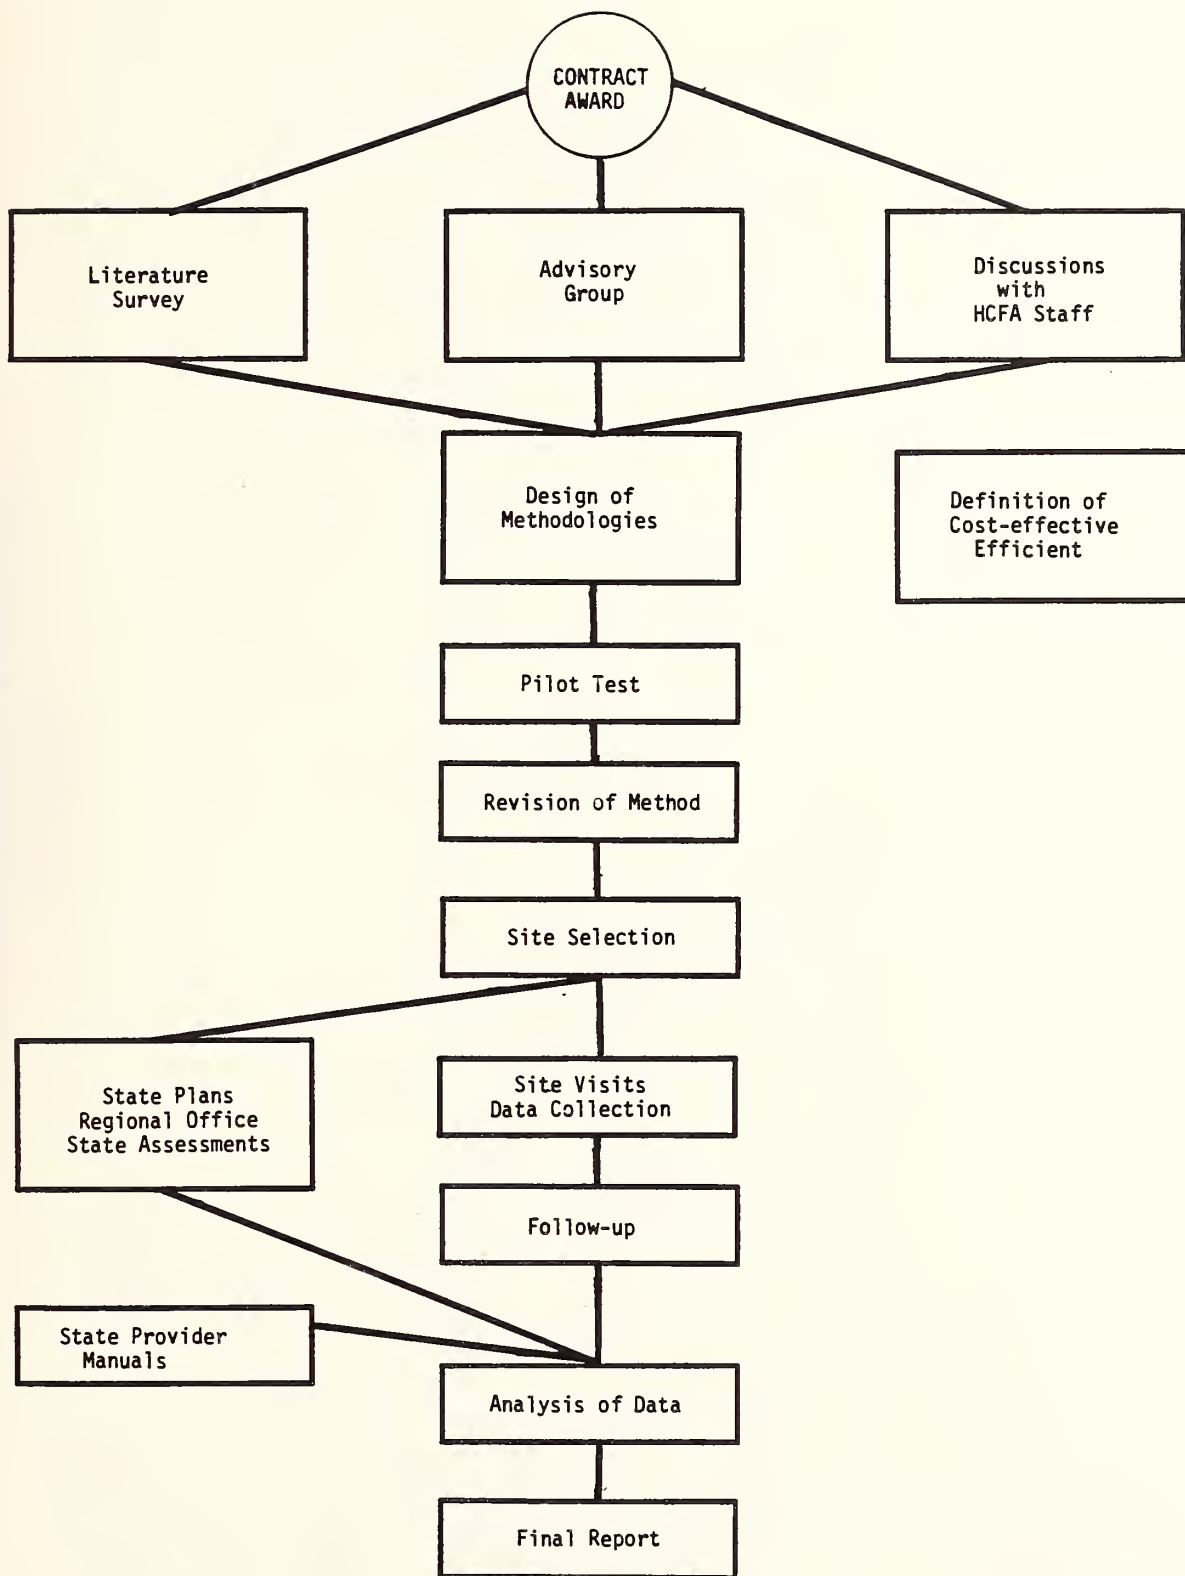 CONTRACT
AWARD
Literature
Survey
Advisory
Group
Discussions
with
HCFA Staff
Design of
Methodologies
Definition of
Cost-effective
Efficient
Pilot Test
Revision of Method
Site Selection
State Plans
Regional Office
State Assessments
Site Visits
Data Collection
Follow-up
State Provider
Manuals
Analysis of Data
Final Report